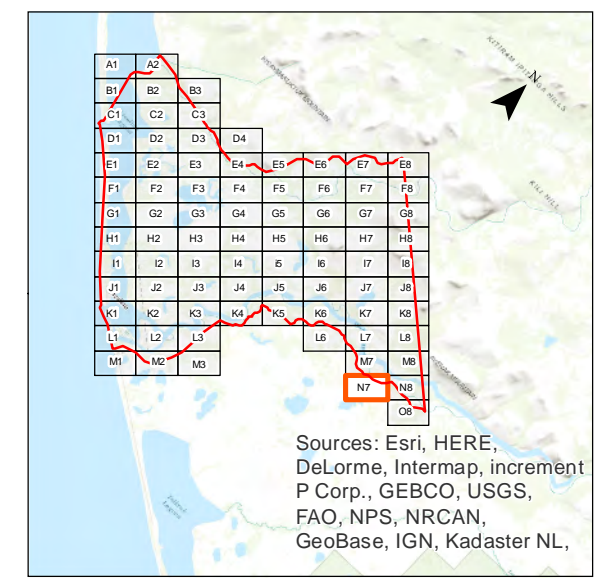 N
KILI NILL
A1 A2
B1 B2 B3
C1 C2 C3
D1 D2 D3 D4
E1 E2 E3 E4 E5 E6 E7 E8
F1 F2 F3 F4 F5 F6 F7 F8
G1 G2 G3 G4 G5 G6 G7 G8
H1 H2 H3 H4 H5 H6 H7 H8
I1 I2 I3 I4 i5 I6 I7 I8
J1 J2 J3 J4 J5 J6 J7 J8
K1 K2 K3 K4 K5 K6 K7 K8
L1 L2 L3 L6 L7 L8
M1 M2 M3 M7 M8
N7 N8
O8
Sources: Esri, HERE,
DeLorme, Intermap, increment
P Corp., GEBCO, USGS,
FAO, NPS, NRCAN,
GeoBase, IGN, Kadaster NL,